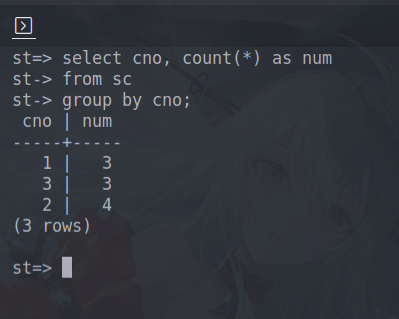 st=> select cno, count(*) as num
st-> from sc
st-> group by cno;
 cno | num
-----+-----
   1 |   3
   3 |   3
   2 |   4
(3 rows)
st=>